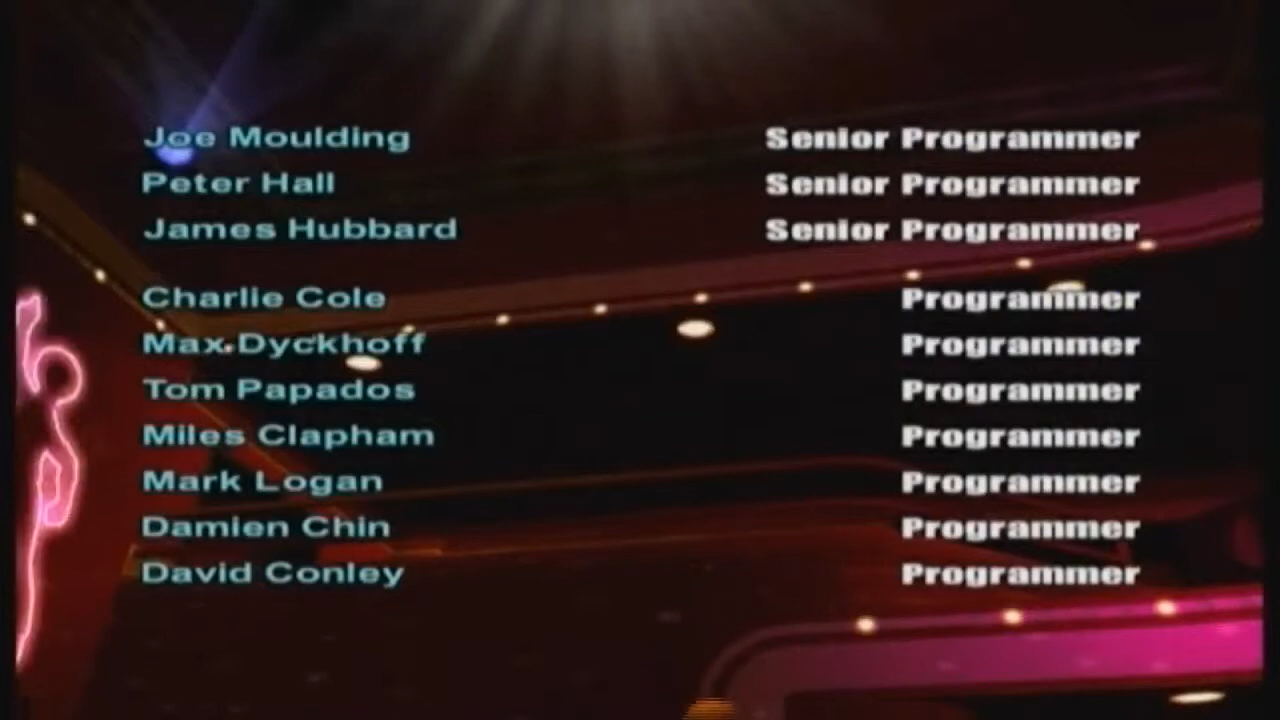 Joe Moulding Senior Programmer
Peter Hall Senior Programmer
James Hubbard Senior Programmer
Charlie Cole Programmer
Max Dyckhoff Programmer
Tom Papados Programmer
Miles Clapham Programmer
Mark Logan Programmer
Damien Chin Programmer
David Conley Programmer